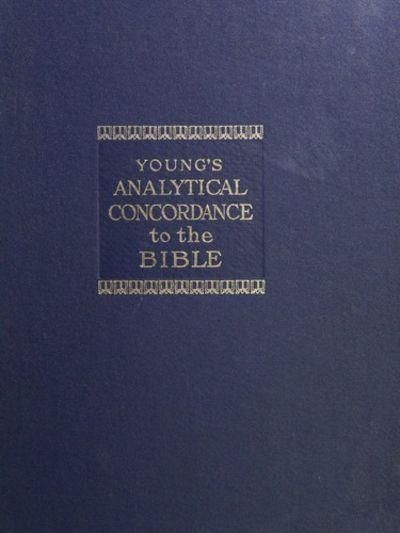 YOUNG'S
ANALYTICAL
CONCORDANCE
to the
BIBLE